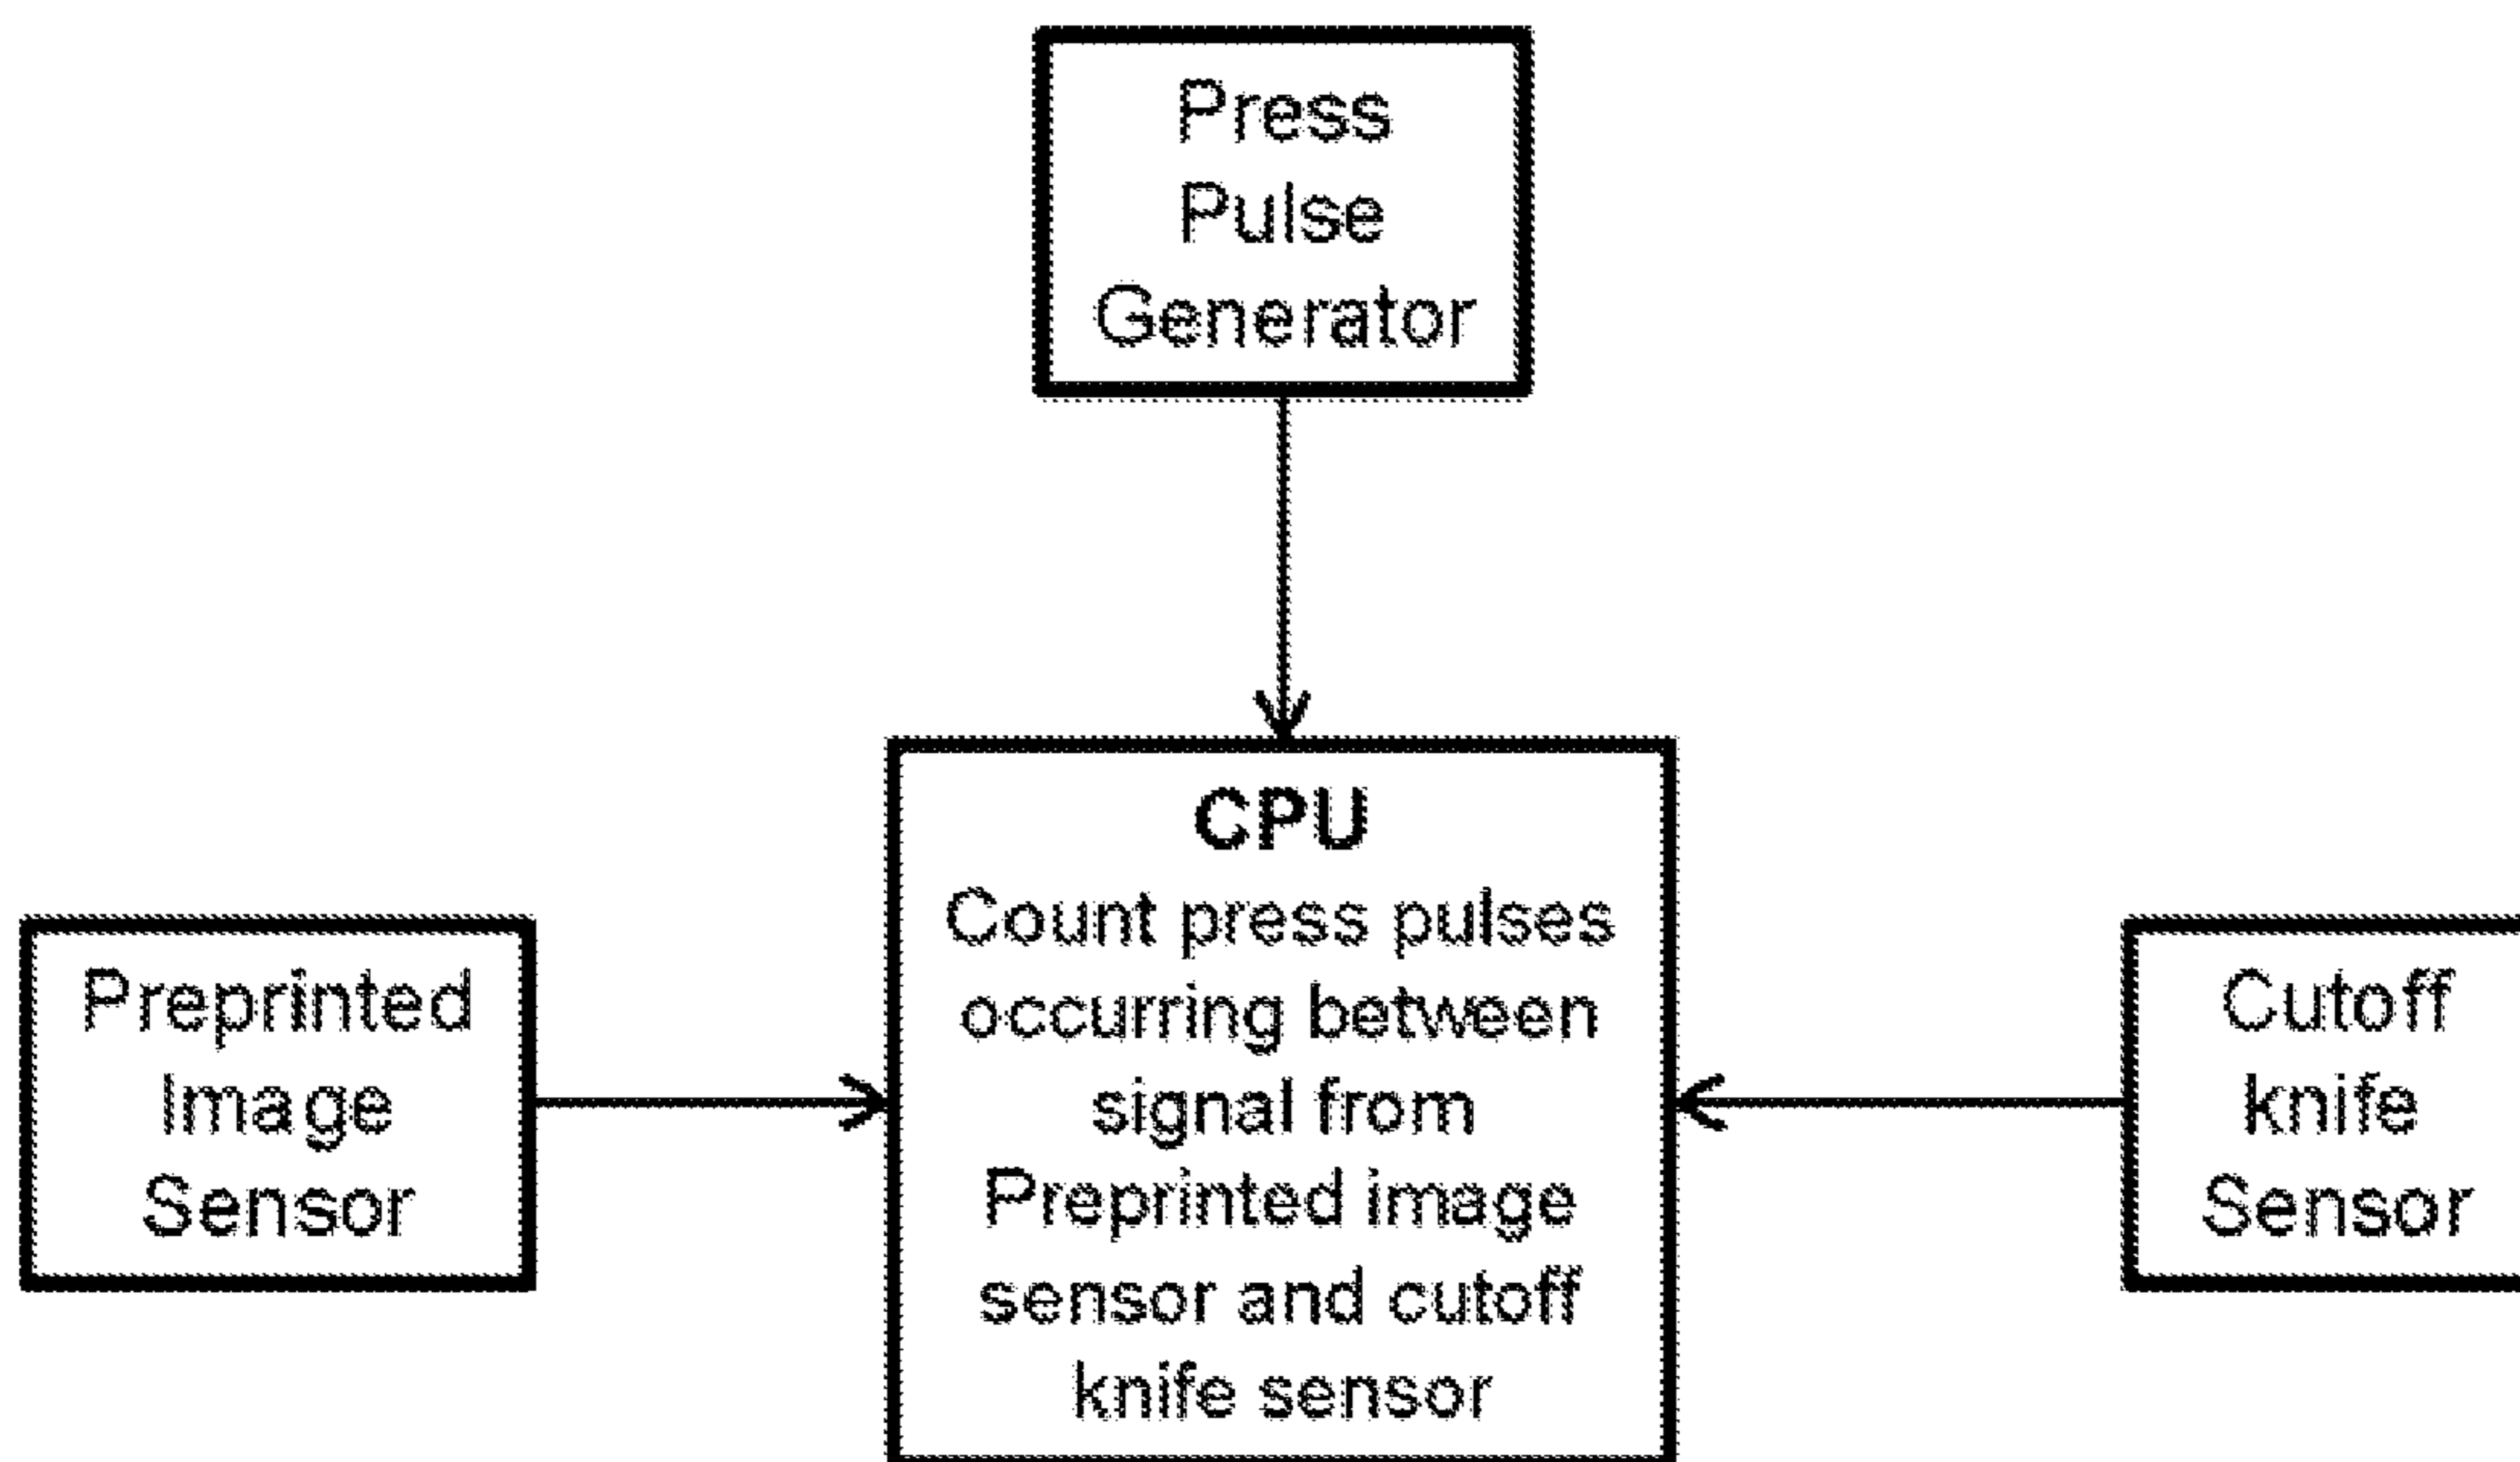 Press
Pulse
Generator
CPU
Count press pulses
occurring between
signal from
Preprinted image
sensor and cutoff
knife sensor
Preprinted
Image
Sensor
Cutoff
knife
Sensor